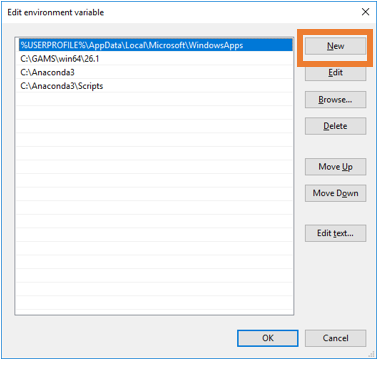 Edit environment variable
%USERPROFILE%\AppData\Local\Microsoft\WindowsApps
C:\GAMS\win64\26.1
C:\Anaconda3
C:\Anaconda3\Scripts
New
Edit
Browse...
Delete
Move Up
Move Down
Edit text...
OK
Cancel